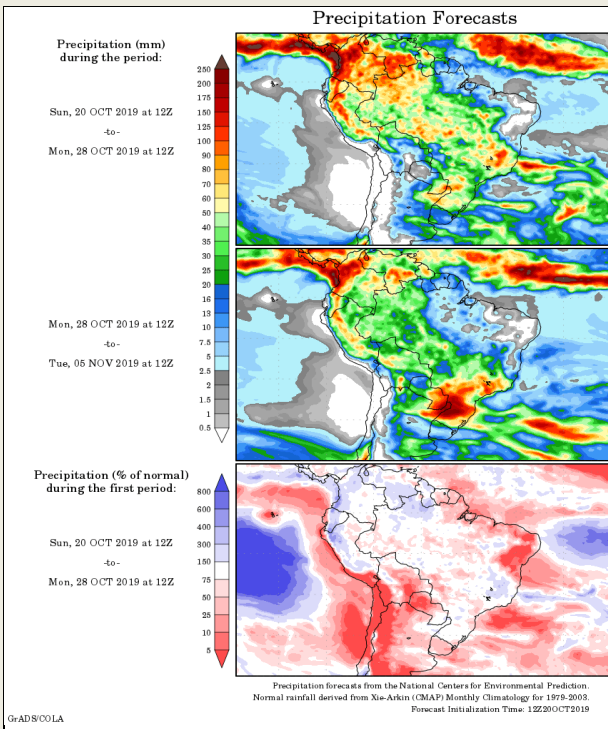 Precipitation Forecasts
Precipitation (mm)
during the period:
Sun, 20 OCT 2019 at 12Z
-to-
Mon, 28 OCT 2019 at 12Z
250
200
175
150
125
100
90
80
70
60
50
40
35
30
25
20
16
13
10
7.5
5
2.5
2
1.5
1
0.5
Mon, 28 OCT 2019 at 12Z
-to-
Tue, 05 NOV 2019 at 12Z
Precipitation (% of normal)
during the first period:
Sun, 20 OCT 2019 at 12Z
-to-
Mon, 28 OCT 2019 at 12Z
800
600
400
300
150
75
50
25
10
5
Precipitation forecasts from the National Centers for Environmental Prediction.
Normal rainfall derived from Xie-Arkin (CMAP) Monthly Climatology for 1979-2003.
Forecast Initialization Time: 12Z20OCT2019
GrADS/COLA